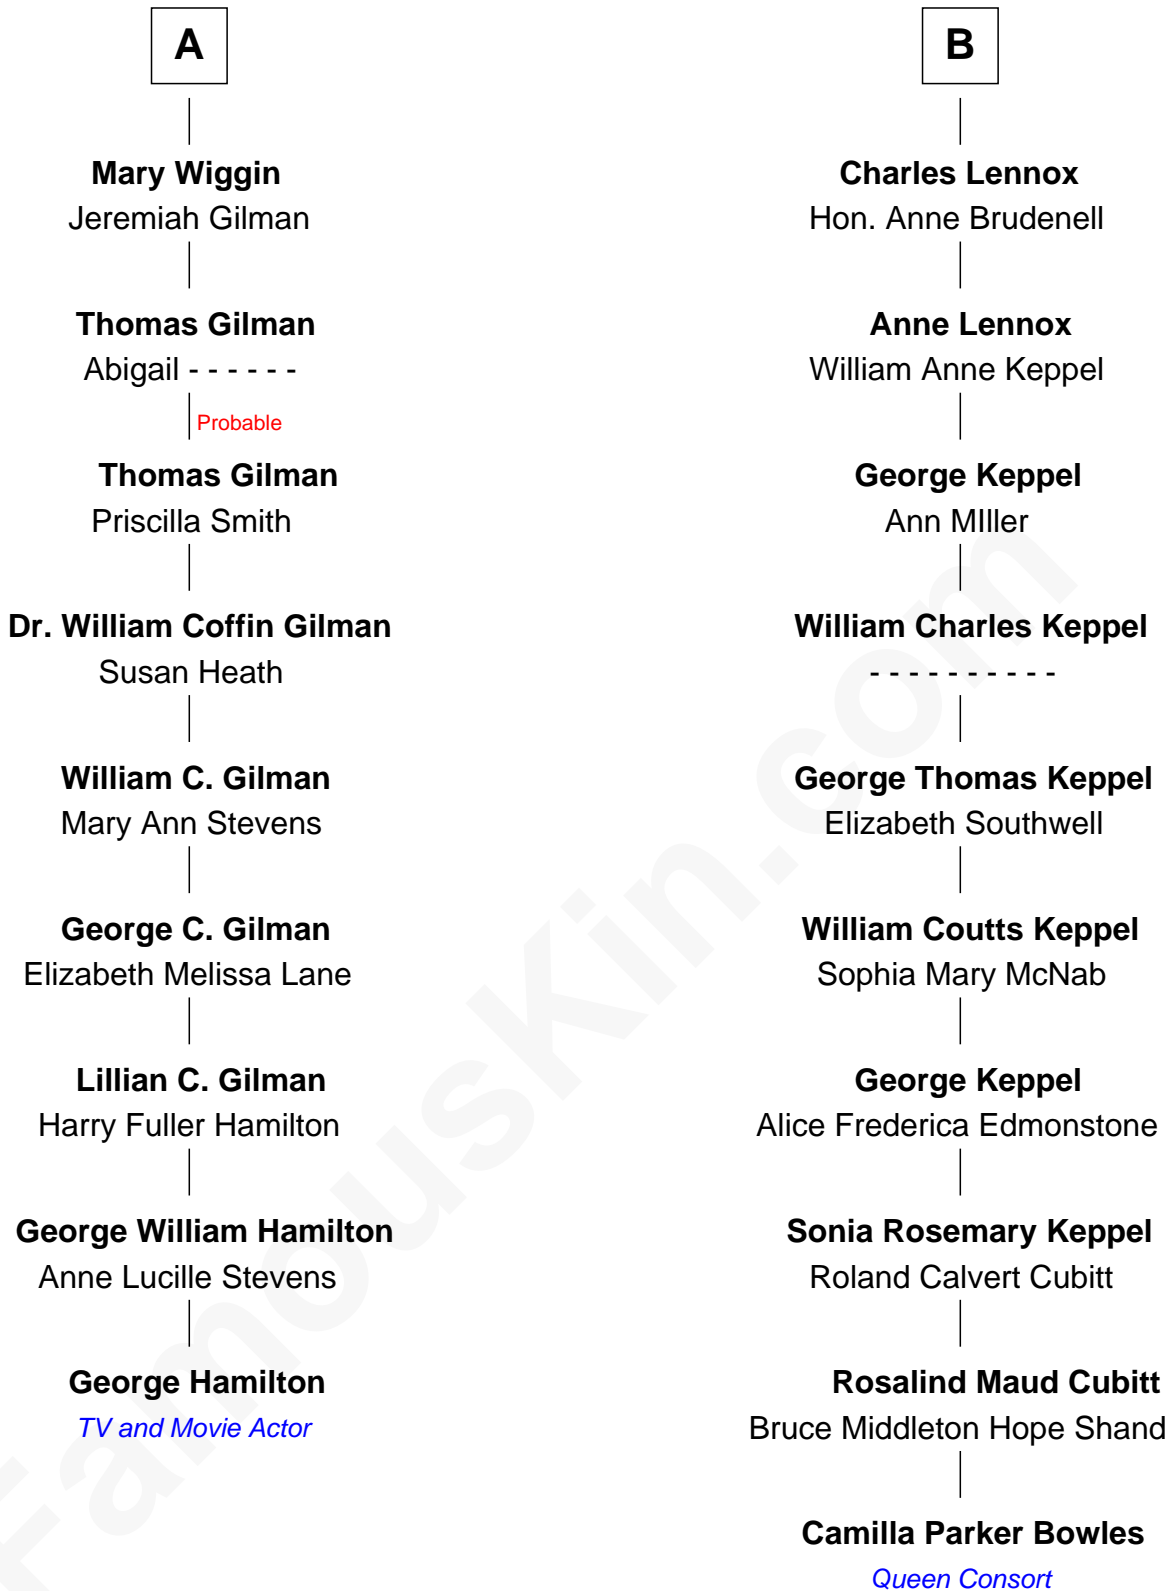 A
Mary Wiggin
Jeremiah Gilman
Thomas Gilman
Abigail - - - - - -
Probable
Thomas Gilman
Priscilla Smith
Dr. William Coffin Gilman
Susan Heath
William C. Gilman
Mary Ann Stevens
George C. Gilman
Elizabeth Melissa Lane
Lillian C. Gilman
Harry Fuller Hamilton
George William Hamilton
Anne Lucille Stevens
George Hamilton
TV and Movie Actor
B
Charles Lennox
Hon. Anne Brudenell
Anne Lennox
William Anne Keppel
George Keppel
Ann MIller
William Charles Keppel
- - - - - - - - - -
George Thomas Keppel
Elizabeth Southwell
William Coutts Keppel
Sophia Mary McNab
George Keppel
Alice Frederica Edmonstone
Sonia Rosemary Keppel
Roland Calvert Cubitt
Rosalind Maud Cubitt
Bruce Middleton Hope Shand
Camilla Parker Bowles
Queen Consort
FamousKin.com